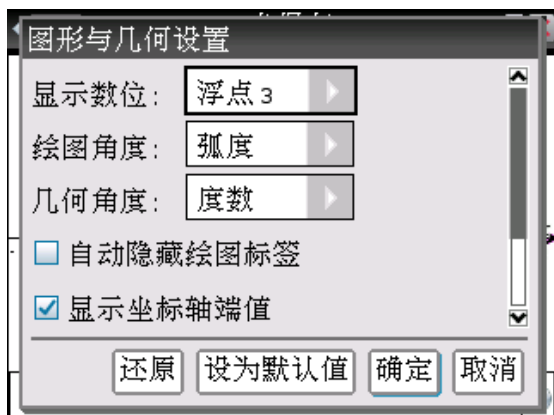 图形与几何设置
显示数位: 浮点 3
绘图角度: 弧度
几何角度: 度数
自动隐藏绘图标签
显示坐标轴端值
还原 设为默认值 确定 取消